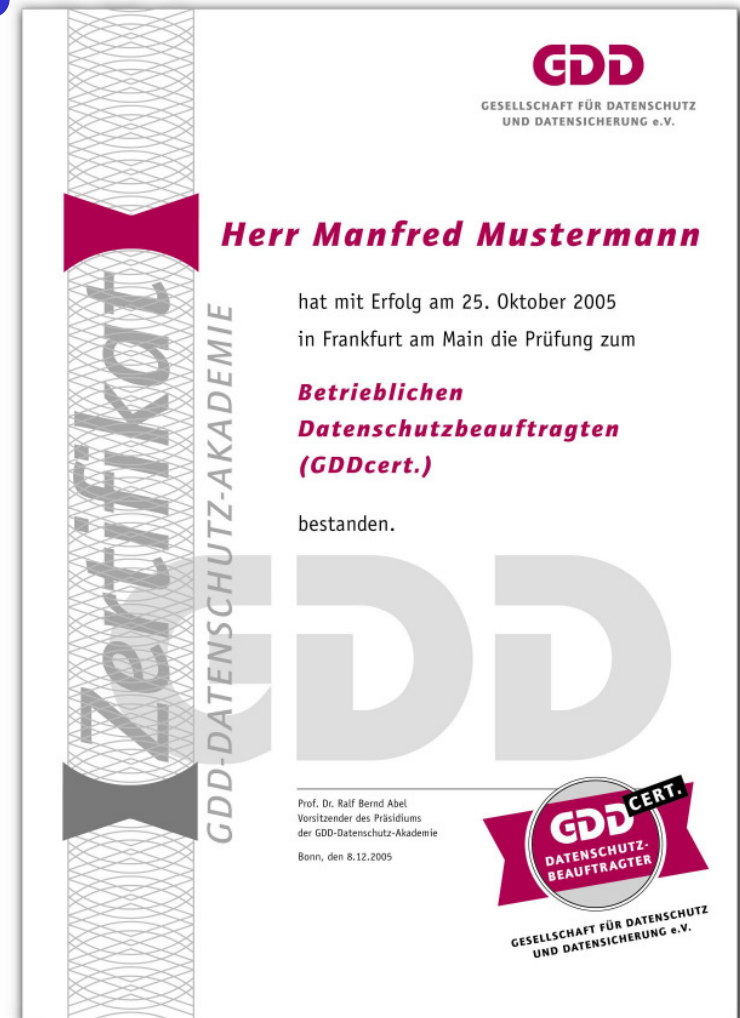 GDD
GESELLSCHAFT FÜR DATENSCHUTZ
UND DATENSICHERUNG e.V.
Herr Manfred Mustermann
hat mit Erfolg am 25. Oktober 2005
in Frankfurt am Main die Prüfung zum
Betrieblichen
Datenschutzbeauftragten
(GDDcert.)
bestanden.
Zertifikat
GDD-DATENSCHUTZ-AKADEMIE
GDD
Prof. Dr. Ralf Bernd Abel
Vorsitzender des Präsidiums
der GDD-Datenschutz-Akademie
Bonn, den 8.12.2005
GDD CERT.
DATENSCHUTZ-
BEAUFTRAGTER
GESELLSCHAFT FÜR DATENSCHUTZ
UND DATENSICHERUNG e.V.